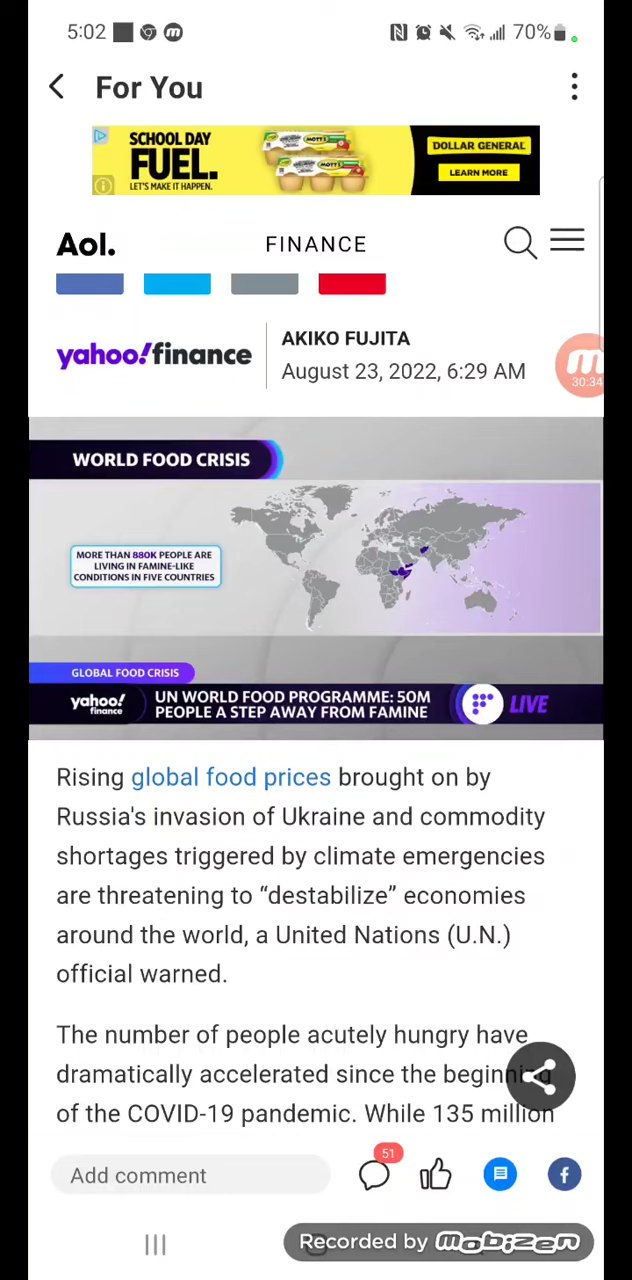 5:02
70%
For You
SCHOOL DAY
FUEL.
LET'S MAKE IT HAPPEN.
MOTT'S
MOTT'S
DOLLAR GENERAL
LEARN MORE
Aol.
FINANCE
yahoo!finance
AKIKO FUJITA
August 23, 2022, 6:29 AM
m
30:34
WORLD FOOD CRISIS
MORE THAN 880K PEOPLE ARE
LIVING IN FAMINE-LIKE
CONDITIONS IN FIVE COUNTRIES
GLOBAL FOOD CRISIS
yahoo!
finance
UN WORLD FOOD PROGRAMME: 50M
PEOPLE A STEP AWAY FROM FAMINE
LIVE
Rising global food prices brought on by
Russia's invasion of Ukraine and commodity
shortages triggered by climate emergencies
are threatening to “destabilize” economies
around the world, a United Nations (U.N.)
official warned.
The number of people acutely hungry have
dramatically accelerated since the beginning
of the COVID-19 pandemic. While 135 million
Add comment
51
Recorded by mobizen